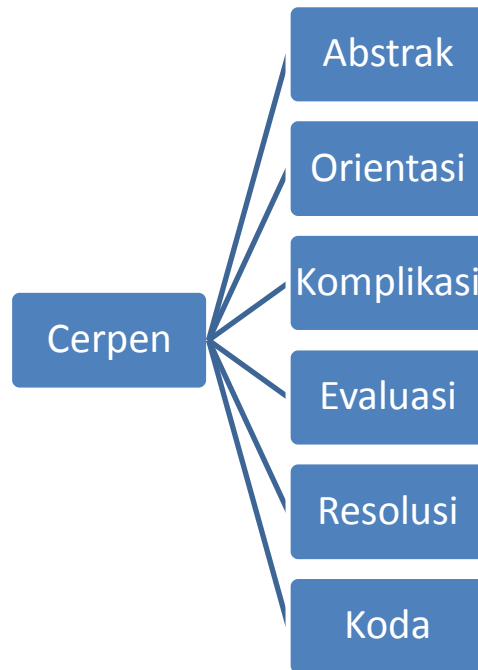 Abstrak
Orientasi
Komplikasi
Cerpen
Evaluasi
Resolusi
Koda